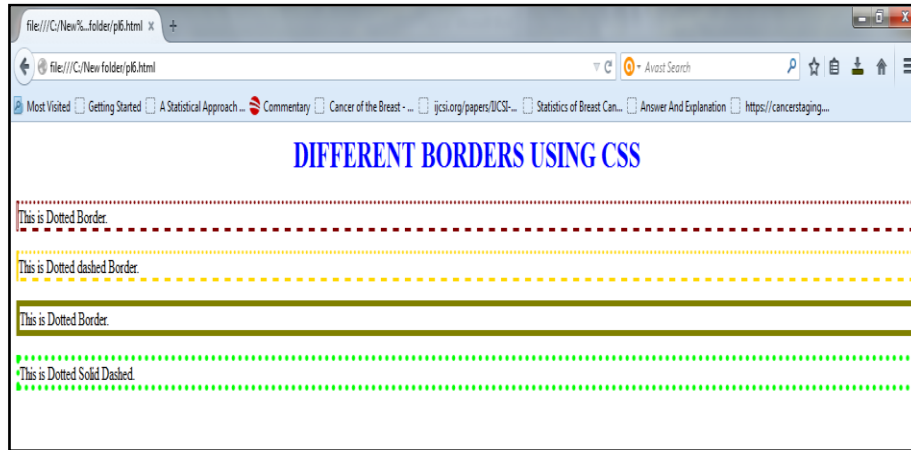 file:///C:/New%...folder/pl6.html × +
file:///C:/New folder/pl6.html
Avast Search
Most Visited Getting Started A Statistical Approach ... Commentary Cancer of the Breast - ... ijcsi.org/papers/IJCSI-... Statistics of Breast Can... Answer And Explanation https://cancerstaging....
DIFFERENT BORDERS USING CSS
This is Dotted Border.
This is Dotted dashed Border.
This is Dotted Border.
This is Dotted Solid Dashed.